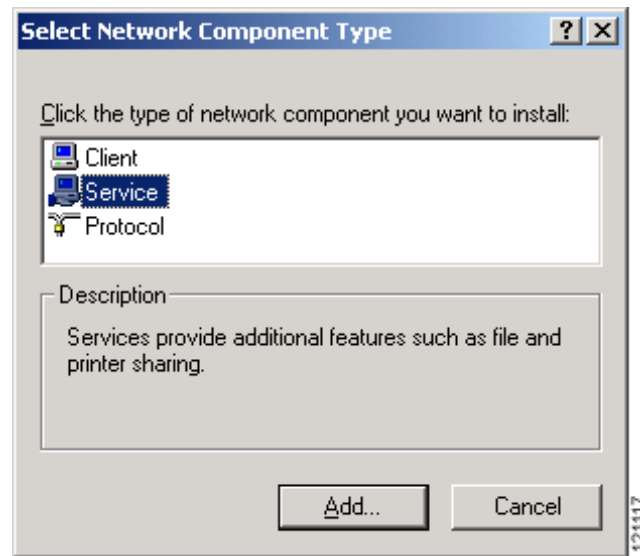 Select Network Component Type
Click the type of network component you want to install:
Client
Service
Protocol
Description
Services provide additional features such as file and
printer sharing.
Add...
Cancel
121117